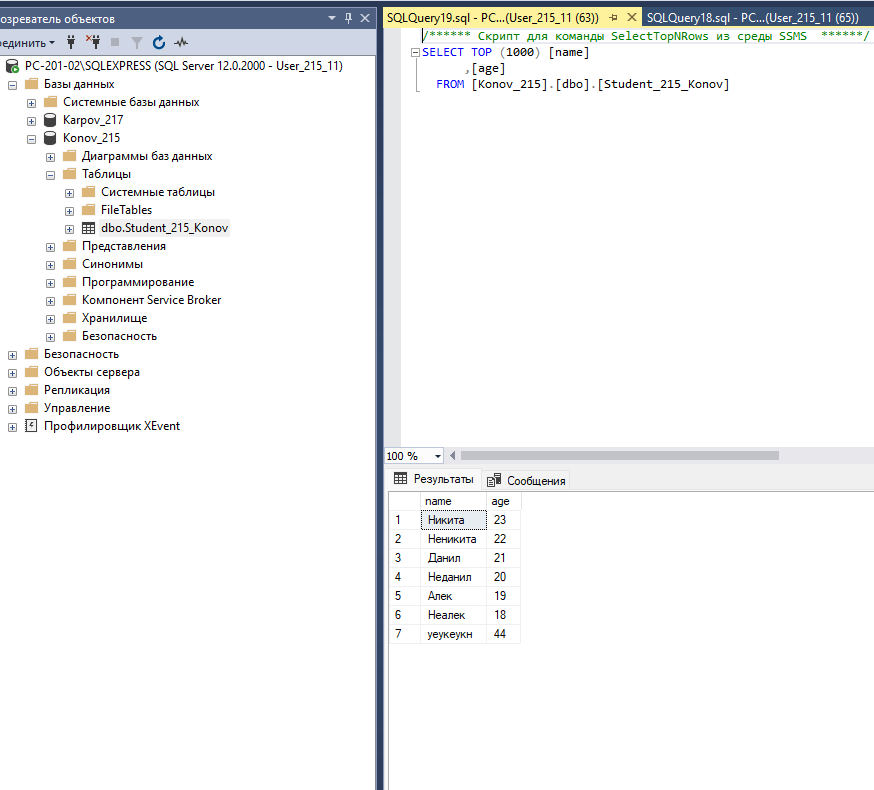 озреватель объектов
единить
PC-201-02\SQLEXPRESS (SQL Server 12.0.2000 - User_215_11)
Базы данных
Системные базы данных
Karpov_217
Konov_215
Диаграммы баз данных
Таблицы
Системные таблицы
FileTables
dbo.Student_215_Konov
Представления
Синонимы
Программирование
Компонент Service Broker
Хранилище
Безопасность
Безопасность
Объекты сервера
Репликация
Управление
Профилировщик XEvent
SQLQuery19.sql - PC...(User_215_11 (63))
SQLQuery18.sql - PC...(User_215_11 (65))
/****** Скрипт для команды SelectTopNRows из среды SSMS  ******/
SELECT TOP (1000) [name]
,[age]
FROM [Konov_215].[dbo].[Student_215_Konov]
100 %
Результаты
Сообщения
name age
1 Никита 23
2 Неникита 22
3 Данил 21
4 Неданил 20
5 Алек 19
6 Неалек 18
7 уеукеукн 44